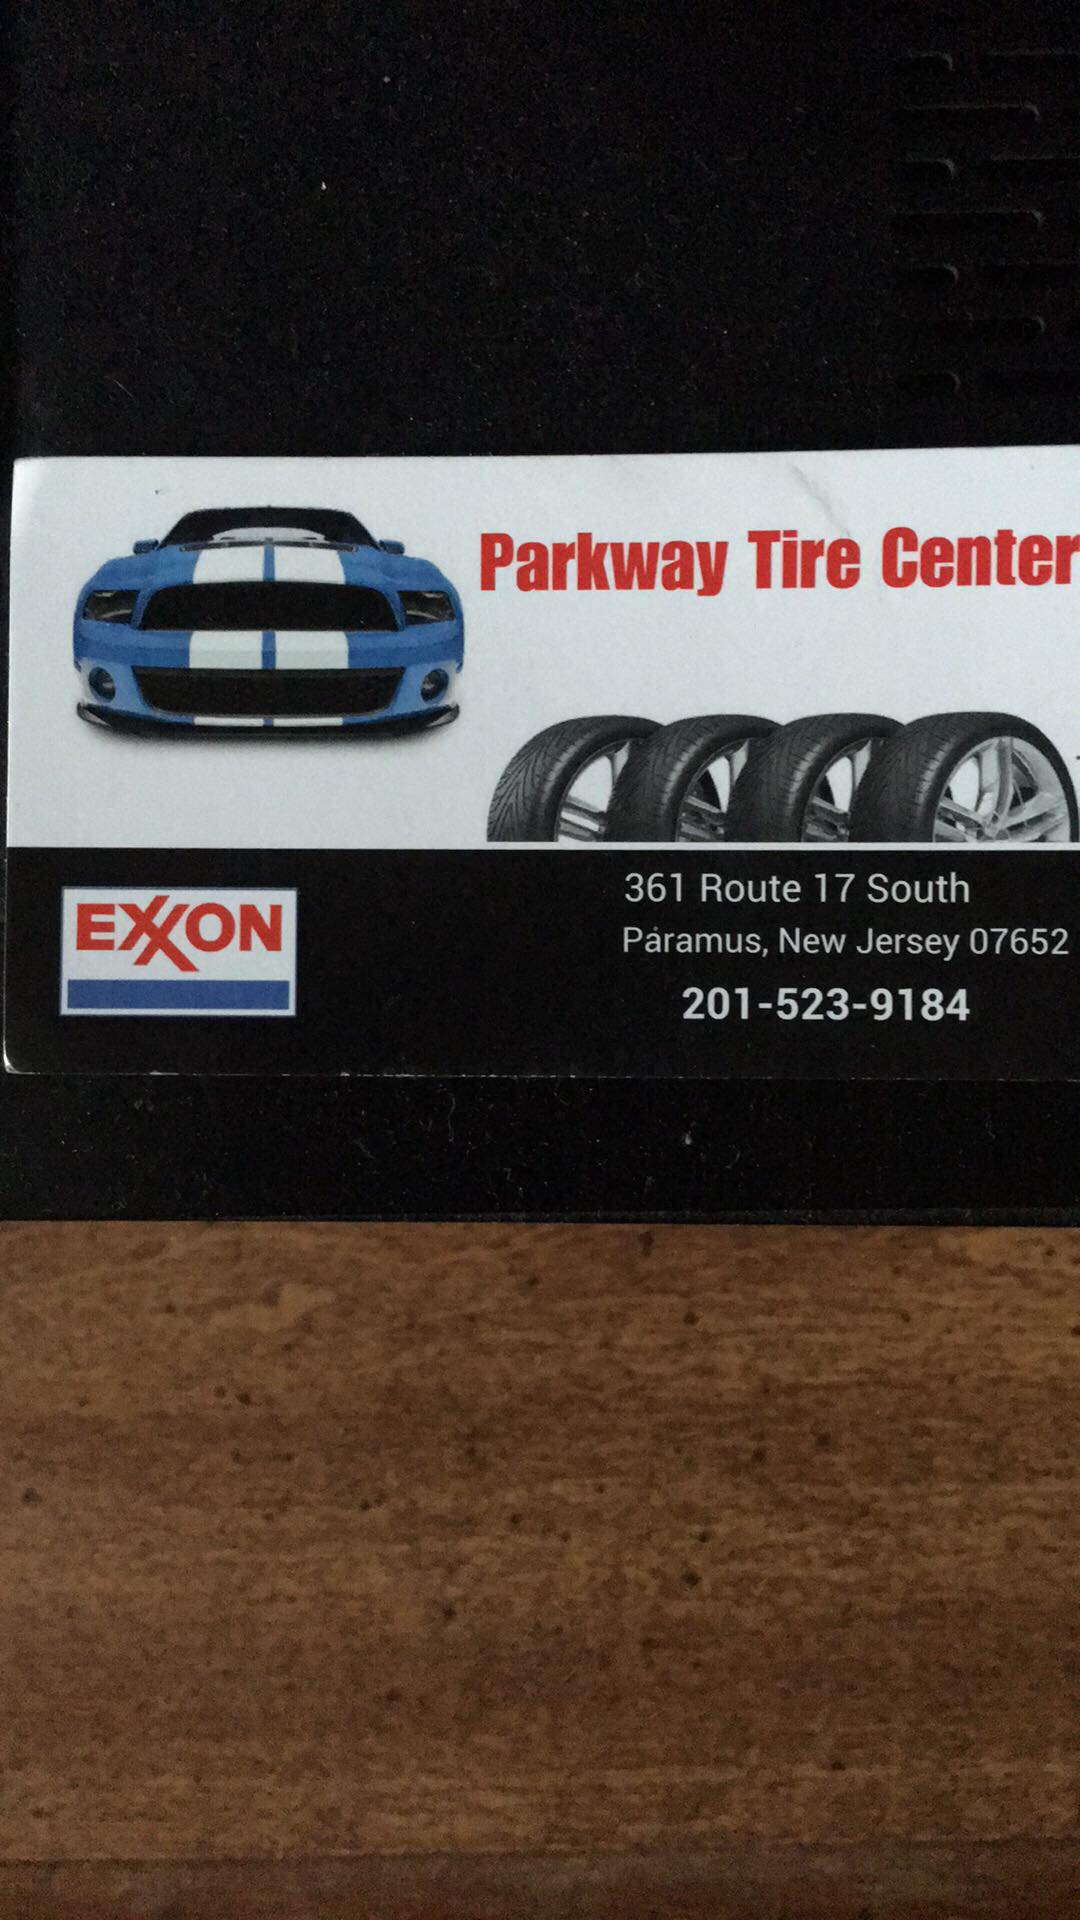 Parkway Tire Center
EXXON
361 Route 17 South
Paramus, New Jersey 07652
201-523-9184